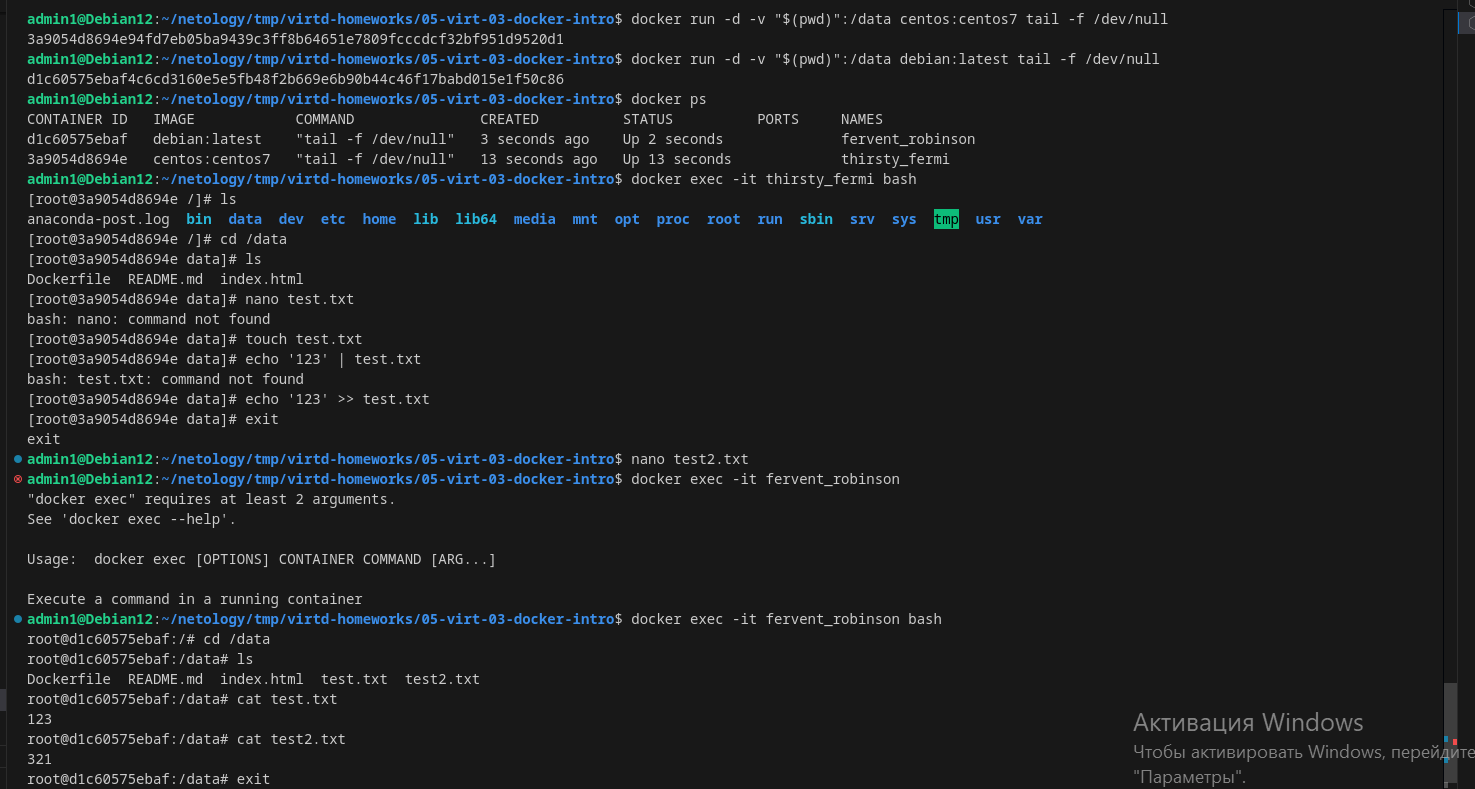 admin1@Debian12:~/netology/tmp/virtd-homeworks/05-virt-03-docker-intro$ docker run -d -v "$(pwd)":/data centos:centos7 tail -f /dev/null
3a9054d8694e94fd7eb05ba9439c3ff8b64651e7809fcccdcf32bf951d9520d1
admin1@Debian12:~/netology/tmp/virtd-homeworks/05-virt-03-docker-intro$ docker run -d -v "$(pwd)":/data debian:latest tail -f /dev/null
d1c60575ebaf4c6cd3160e5e5fb48f2b669e6b90b44c46f17babd015e1f50c86
admin1@Debian12:~/netology/tmp/virtd-homeworks/05-virt-03-docker-intro$ docker ps
CONTAINER ID   IMAGE            COMMAND               CREATED          STATUS          PORTS     NAMES
d1c60575ebaf   debian:latest    "tail -f /dev/null"   3 seconds ago    Up 2 seconds              fervent_robinson
3a9054d8694e   centos:centos7   "tail -f /dev/null"   13 seconds ago   Up 13 seconds             thirsty_fermi
admin1@Debian12:~/netology/tmp/virtd-homeworks/05-virt-03-docker-intro$ docker exec -it thirsty_fermi bash
[root@3a9054d8694e /]# ls
anaconda-post.log  bin  data  dev  etc  home  lib  lib64  media  mnt  opt  proc  root  run  sbin  srv  sys  tmp  usr  var
[root@3a9054d8694e /]# cd /data
[root@3a9054d8694e data]# ls
Dockerfile  README.md  index.html
[root@3a9054d8694e data]# nano test.txt
bash: nano: command not found
[root@3a9054d8694e data]# touch test.txt
[root@3a9054d8694e data]# echo '123' | test.txt
bash: test.txt: command not found
[root@3a9054d8694e data]# echo '123' >> test.txt
[root@3a9054d8694e data]# exit
exit
admin1@Debian12:~/netology/tmp/virtd-homeworks/05-virt-03-docker-intro$ nano test2.txt
admin1@Debian12:~/netology/tmp/virtd-homeworks/05-virt-03-docker-intro$ docker exec -it fervent_robinson
"docker exec" requires at least 2 arguments.
See 'docker exec --help'.
Usage:  docker exec [OPTIONS] CONTAINER COMMAND [ARG...]
Execute a command in a running container
admin1@Debian12:~/netology/tmp/virtd-homeworks/05-virt-03-docker-intro$ docker exec -it fervent_robinson bash
root@d1c60575ebaf:/# cd /data
root@d1c60575ebaf:/data# ls
Dockerfile  README.md  index.html  test.txt  test2.txt
root@d1c60575ebaf:/data# cat test.txt
123
root@d1c60575ebaf:/data# cat test2.txt
321
root@d1c60575ebaf:/data# exit
Активация Windows
Чтобы активировать Windows, перейдите
"Параметры".